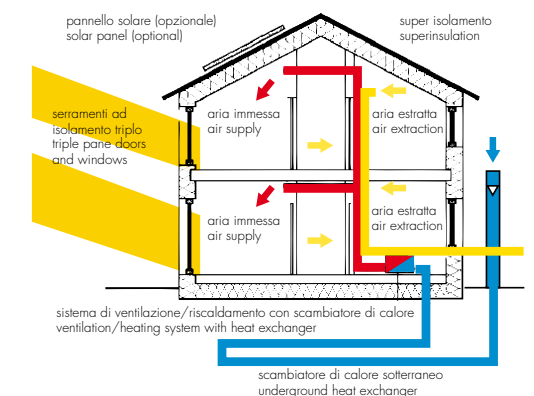 pannello solare (opzionale)
solar panel (optional)
super isolamento
superinsulation
serramenti ad
isolamento triplo
triple pane doors
and windows
aria immessa
air supply
aria estratta
air extraction
aria immessa
air supply
aria estratta
air extraction
sistema di ventilazione/riscaldamento con scambiatore di calore
ventilation/heating system with heat exchanger
scambiatore di calore sotterraneo
underground heat exchanger